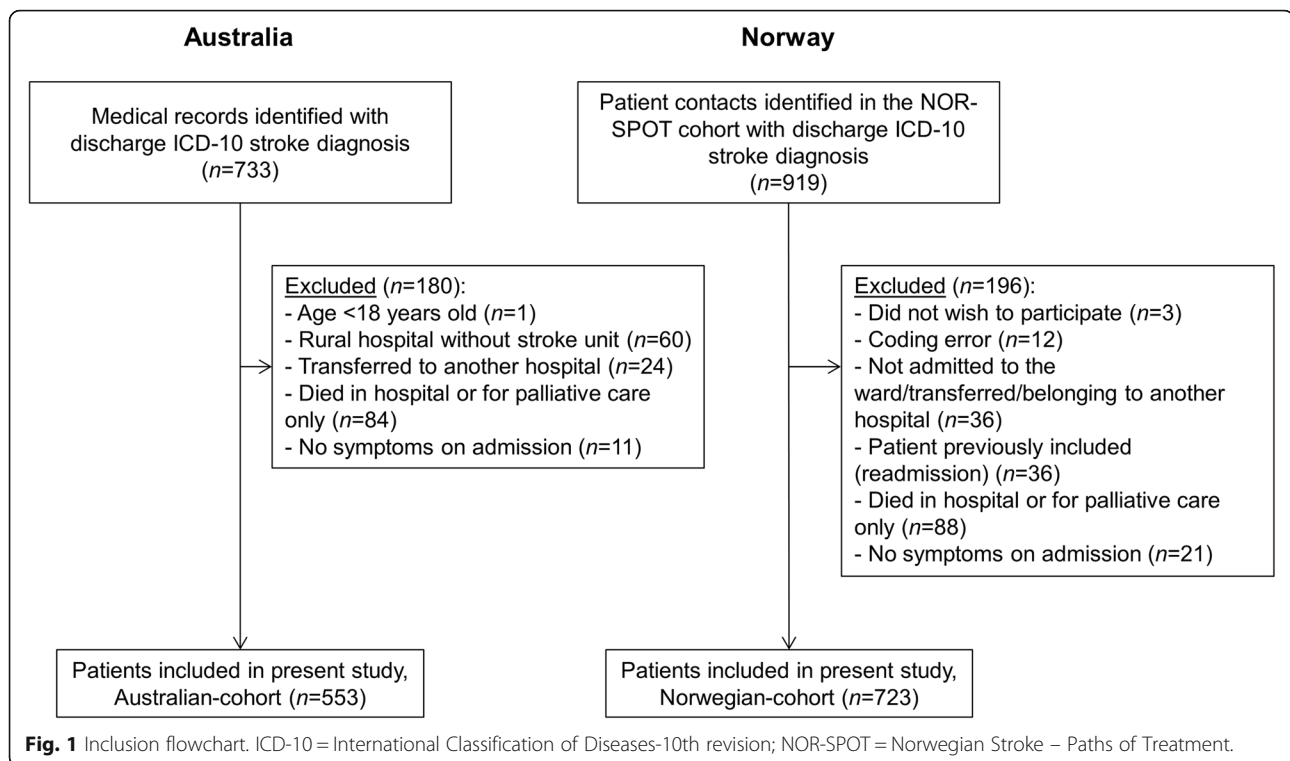 Australia
Medical records identified with
discharge ICD-10 stroke diagnosis
(n=733)
Excluded (n=180):
- Age <18 years old (n=1)
- Rural hospital without stroke unit (n=60)
- Transferred to another hospital (n=24)
- Died in hospital or for palliative care
only (n=84)
- No symptoms on admission (n=11)
Patients included in present study,
Australian-cohort (n=553)
Norway
Patient contacts identified in the NOR-
SPOT cohort with discharge ICD-10
stroke diagnosis
(n=919)
Excluded (n=196):
- Did not wish to participate (n=3)
- Coding error (n=12)
- Not admitted to the
ward/transferred/belonging to another
hospital (n=36)
- Patient previously included
(readmission) (n=36)
- Died in hospital or for palliative care
only (n=88)
- No symptoms on admission (n=21)
Patients included in present study,
Norwegian-cohort (n=723)
Fig. 1 Inclusion flowchart. ICD-10 = International Classification of Diseases-10th revision; NOR-SPOT = Norwegian Stroke – Paths of Treatment.